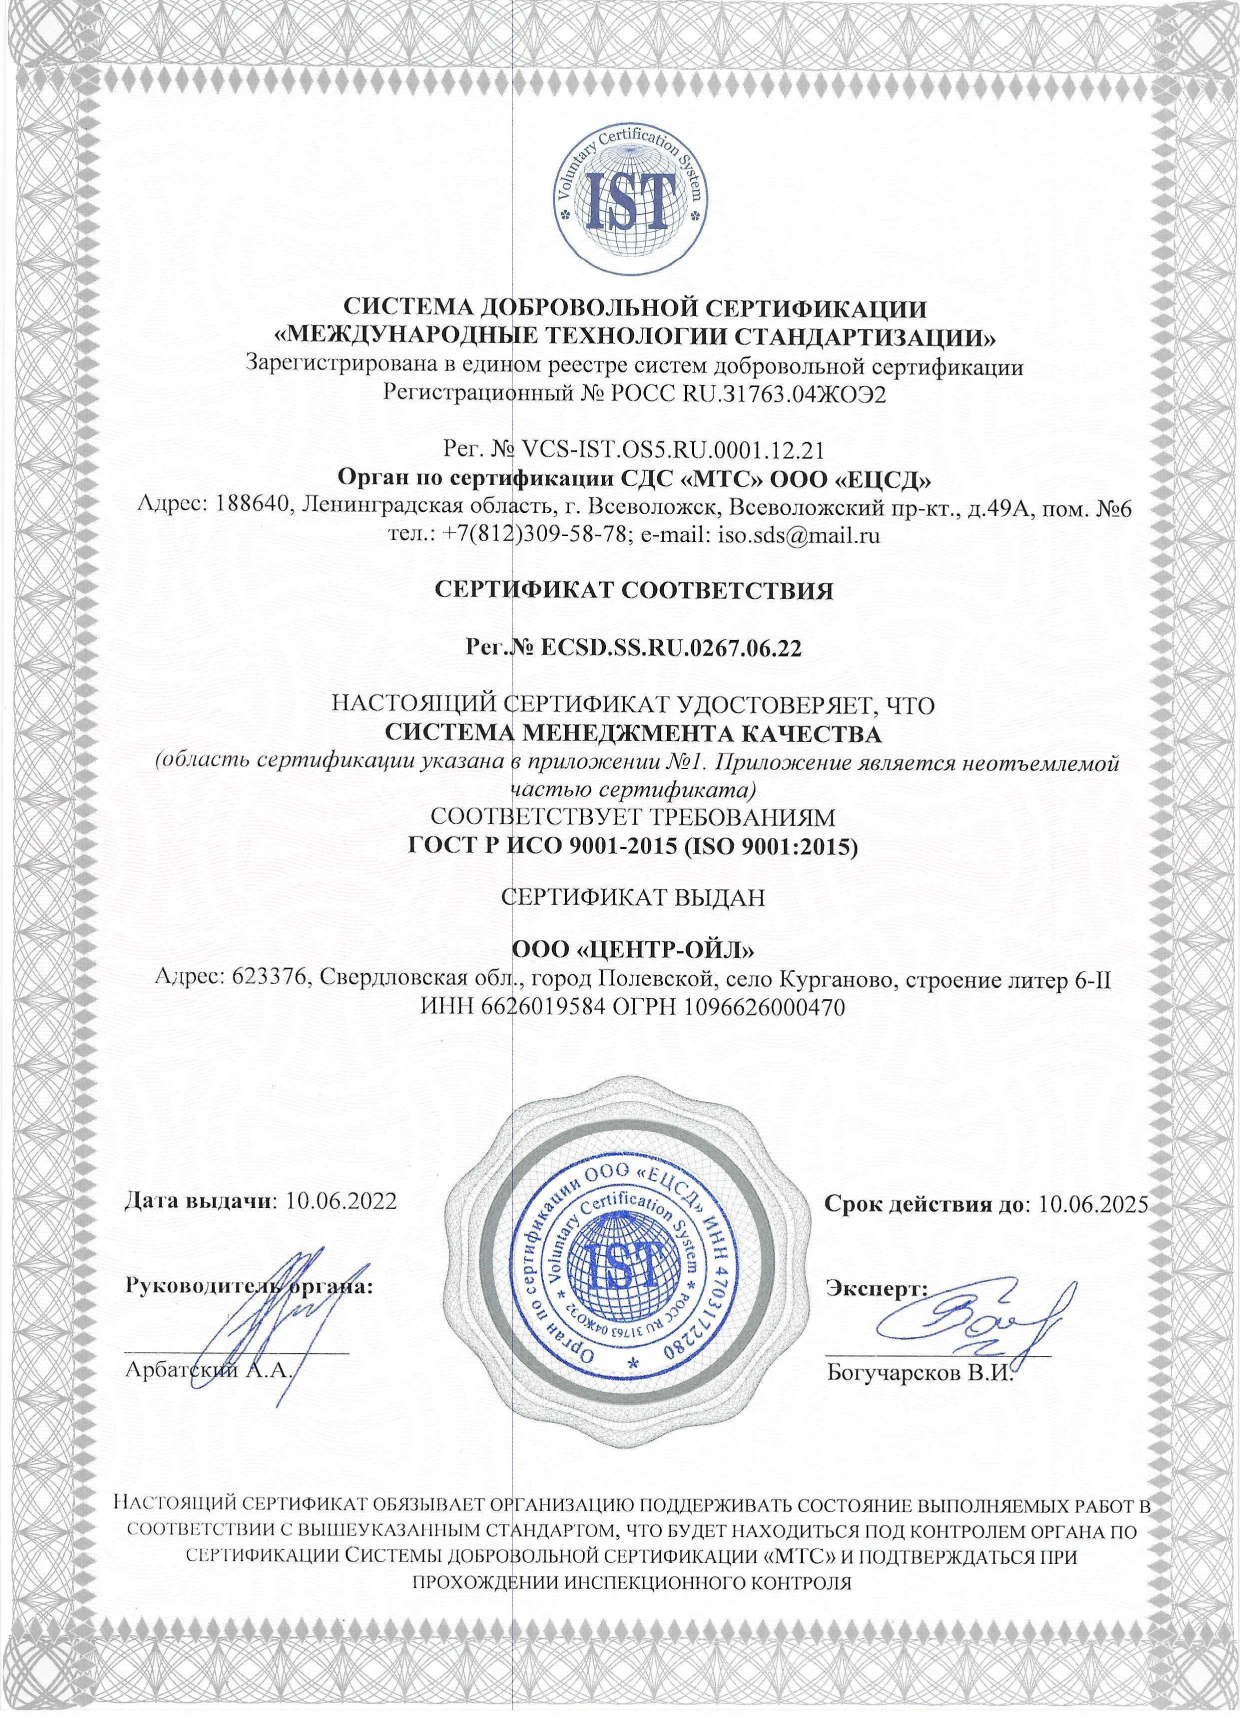 Voluntary Certification System
IST
СИСТЕМА ДОБРОВОЛЬНОЙ СЕРТИФИКАЦИИ
«МЕЖДУНАРОДНЫЕ ТЕХНОЛОГИИ СТАНДАРТИЗАЦИИ»
Зарегистрирована в едином реестре систем добровольной сертификации
Регистрационный № РОСС RU.31763.04ЖОЭ2
Рег. № VCS-IST.OS5.RU.0001.12.21
Орган по сертификации СДС «МТС» ООО «ЕЦСД»
Адрес: 188640, Ленинградская область, г. Всеволожск, Всеволожский пр-кт., д.49А, пом. №6
тел.: +7(812)309-58-78; e-mail: iso.sds@mail.ru
СЕРТИФИКАТ СООТВЕТСТВИЯ
Рег.№ ECSD.SS.RU.0267.06.22
НАСТОЯЩИЙ СЕРТИФИКАТ УДОСТОВЕРЯЕТ, ЧТО
СИСТЕМА МЕНЕДЖМЕНТА КАЧЕСТВА
(область сертификации указана в приложении №1. Приложение является неотъемлемой
частью сертификата)
СООТВЕТСТВУЕТ ТРЕБОВАНИЯМ
ГОСТ Р ИСО 9001-2015 (ISO 9001:2015)
СЕРТИФИКАТ ВЫДАН
ООО «ЦЕНТР-ОЙЛ»
Адрес: 623376, Свердловская обл., город Полевской, село Курганово, строение литер 6-II
ИНН 6626019584 ОГРН 1096626000470
Дата выдачи: 10.06.2022
Срок действия до: 10.06.2025
Орган по сертификации ООО «ЕЦСД» ИНН 4703172280 *
Voluntary Certification System * РОСС RU 31763 04ЖОЭ2 *
IST
Руководитель органа:
Эксперт:
Арбатский А.А.
Богучарсков В.И.
НАСТОЯЩИЙ СЕРТИФИКАТ ОБЯЗЫВАЕТ ОРГАНИЗАЦИЮ ПОДДЕРЖИВАТЬ СОСТОЯНИЕ ВЫПОЛНЯЕМЫХ РАБОТ В
СООТВЕТСТВИИ С ВЫШЕУКАЗАННЫМ СТАНДАРТОМ, ЧТО БУДЕТ НАХОДИТЬСЯ ПОД КОНТРОЛЕМ ОРГАНА ПО
СЕРТИФИКАЦИИ СИСТЕМЫ ДОБРОВОЛЬНОЙ СЕРТИФИКАЦИИ «МТС» И ПОДТВЕРЖДАТЬСЯ ПРИ
ПРОХОЖДЕНИИ ИНСПЕКЦИОННОГО КОНТРОЛЯ